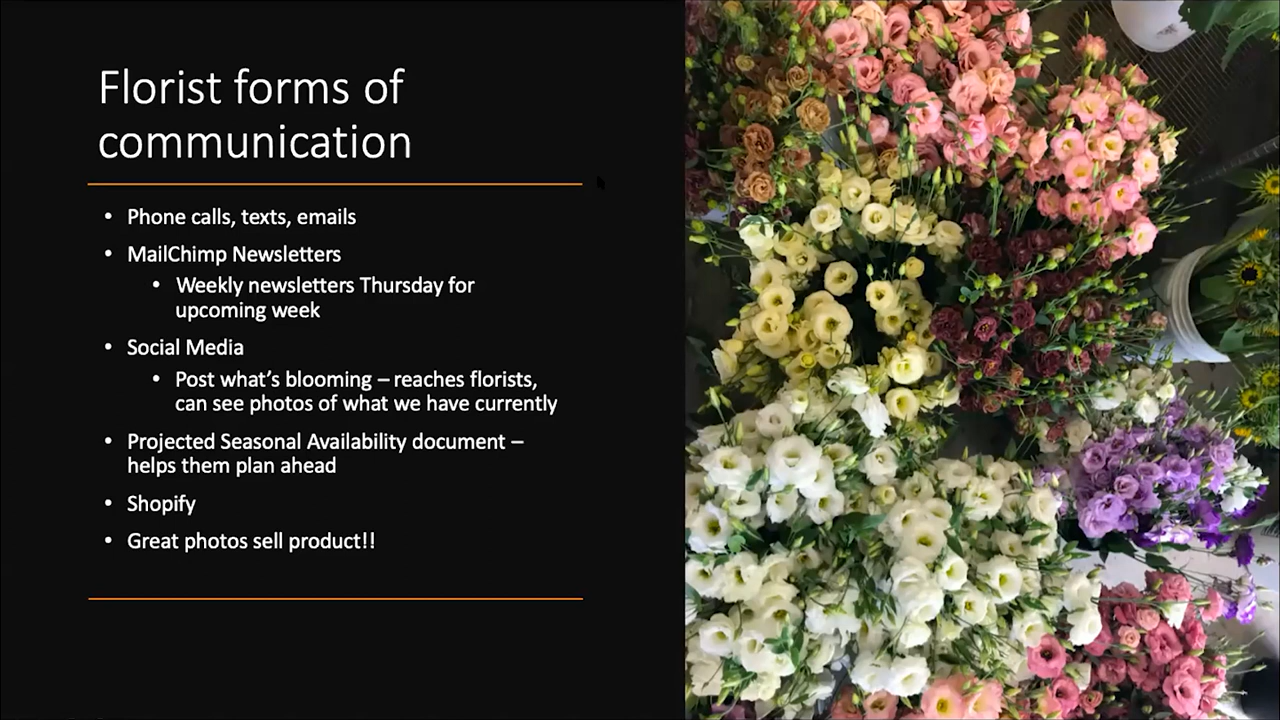 Florist forms of
communication
• Phone calls, texts, emails
• MailChimp Newsletters
• Weekly newsletters Thursday for
upcoming week
• Social Media
• Post what’s blooming – reaches florists,
can see photos of what we have currently
• Projected Seasonal Availability document –
helps them plan ahead
• Shopify
• Great photos sell product!!